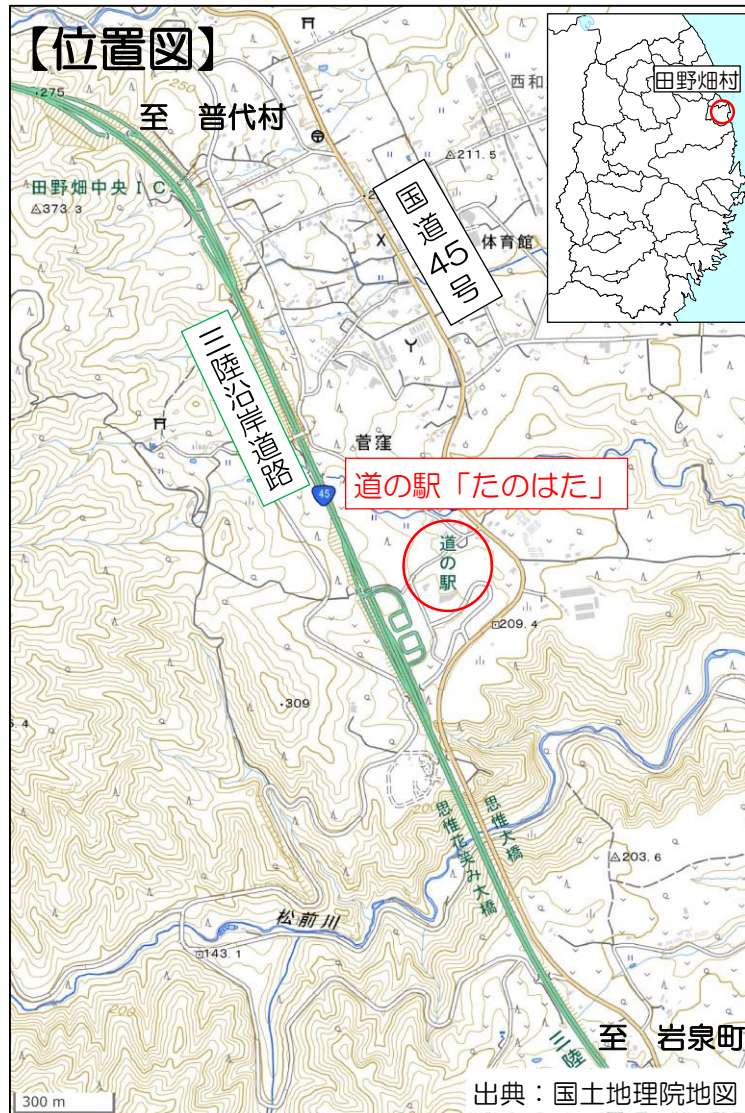 【位置図】
田野畑村
・275
250
至 普代村
西和
△211.5
田野畑中央IC
△373.3
国道45号
体育館
三陸沿岸道路
菅窪
45
道の駅「たのはた」
道の駅
209.4
・309
200
思惟花笑み大橋
思惟大橋
△203.6
松前川
143.1
200
至 岩泉町
三陸
300 m
出典：国土地理院地図